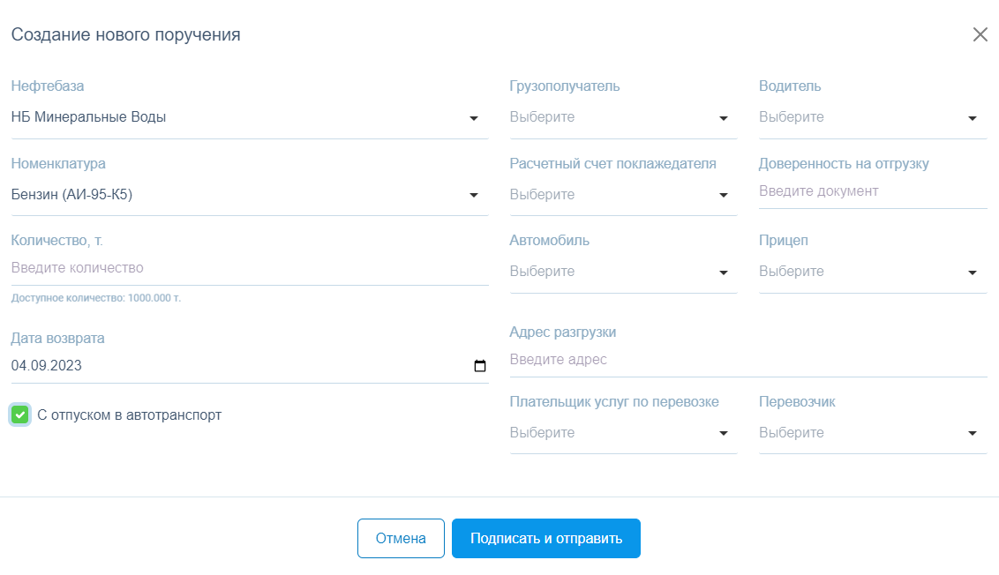 Создание нового поручения
Нефтебаза
НБ Минеральные Воды
Номенклатура
Бензин (АИ-95-К5)
Количество, т.
Введите количество
Доступное количество: 1000.000 т.
Дата возврата
04.09.2023
С отпуском в автотранспорт
Грузополучатель
Выберите
Водитель
Выберите
Расчетный счет поклажедателя
Выберите
Доверенность на отгрузку
Введите документ
Автомобиль
Выберите
Прицеп
Выберите
Адрес разгрузки
Введите адрес
Плательщик услуг по перевозке
Выберите
Перевозчик
Выберите
Отмена
Подписать и отправить